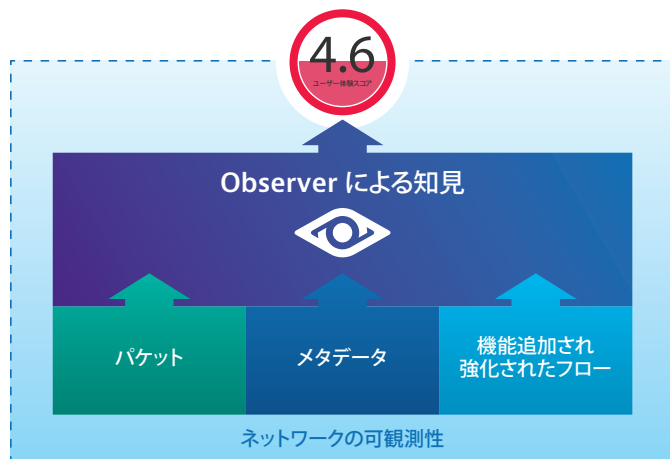 4.6
ユーザー体験スコア
Observer による知見
パケット
メタデータ
機能追加され
強化されたフロー
ネットワークの可観測性